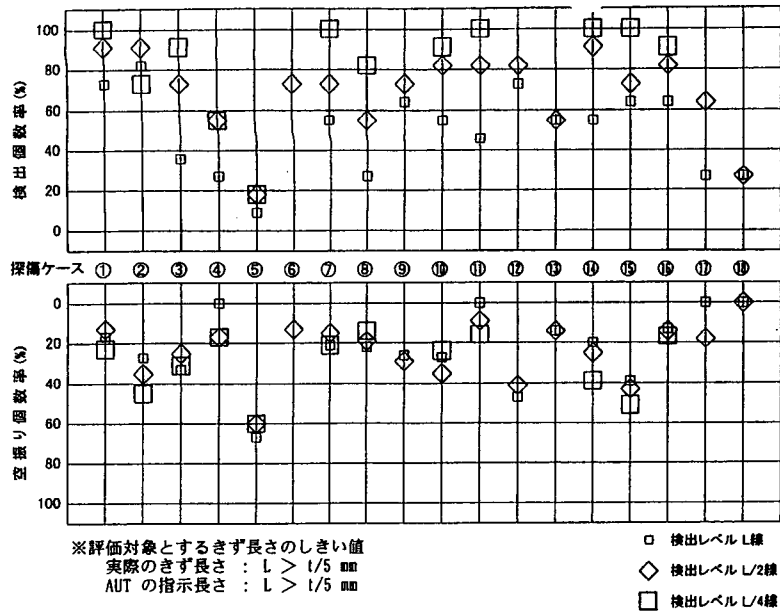 検出個数率(%)
100
80
60
40
20
0
探傷ケース ① ② ③ ④ ⑤ ⑥ ⑦ ⑧ ⑨ ⑩ ⑪ ⑫ ⑬ ⑭ ⑮ ⑯ ⑰ ⑱
空振り個数率(%)
0
20
40
60
80
100
※評価対象とするきず長さのしきい値
実際のきず長さ : L > t/5 mm
AUT の指示長さ : L > t/5 mm
検出レベル L線
検出レベル L/2線
検出レベル L/4線